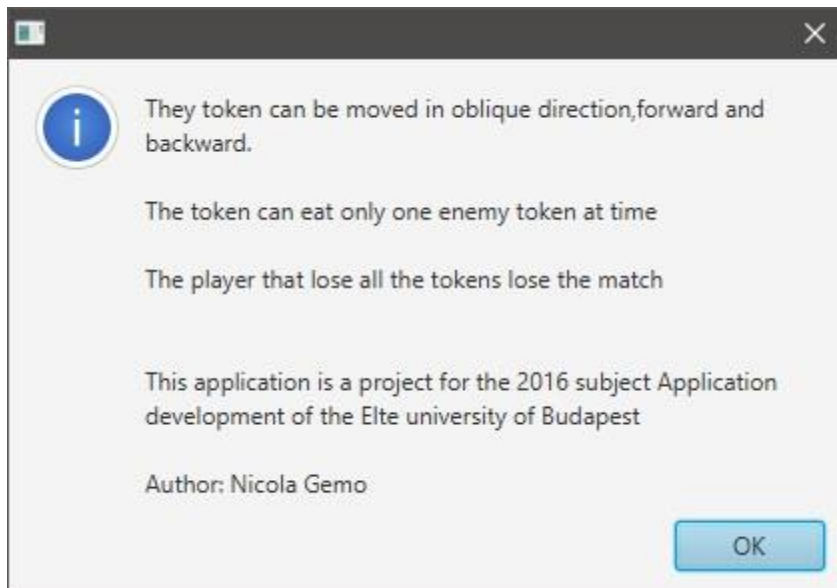 They token can be moved in oblique direction,forward and
backward.
The token can eat only one enemy token at time
The player that lose all the tokens lose the match
This application is a project for the 2016 subject Application
development of the Elte university of Budapest
Author: Nicola Gemo
OK